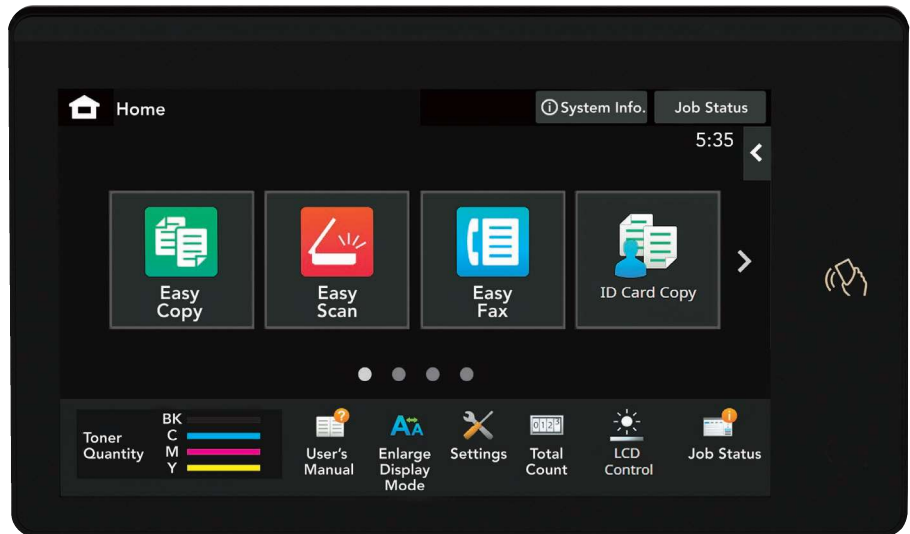 Home
System Info.
Job Status
5:35
Easy
Copy
Easy
Scan
Easy
Fax
ID Card Copy
Toner
Quantity
BK
C
M
Y
User's
Manual
Enlarge
Display
Mode
Settings
Total
Count
LCD
Control
Job Status